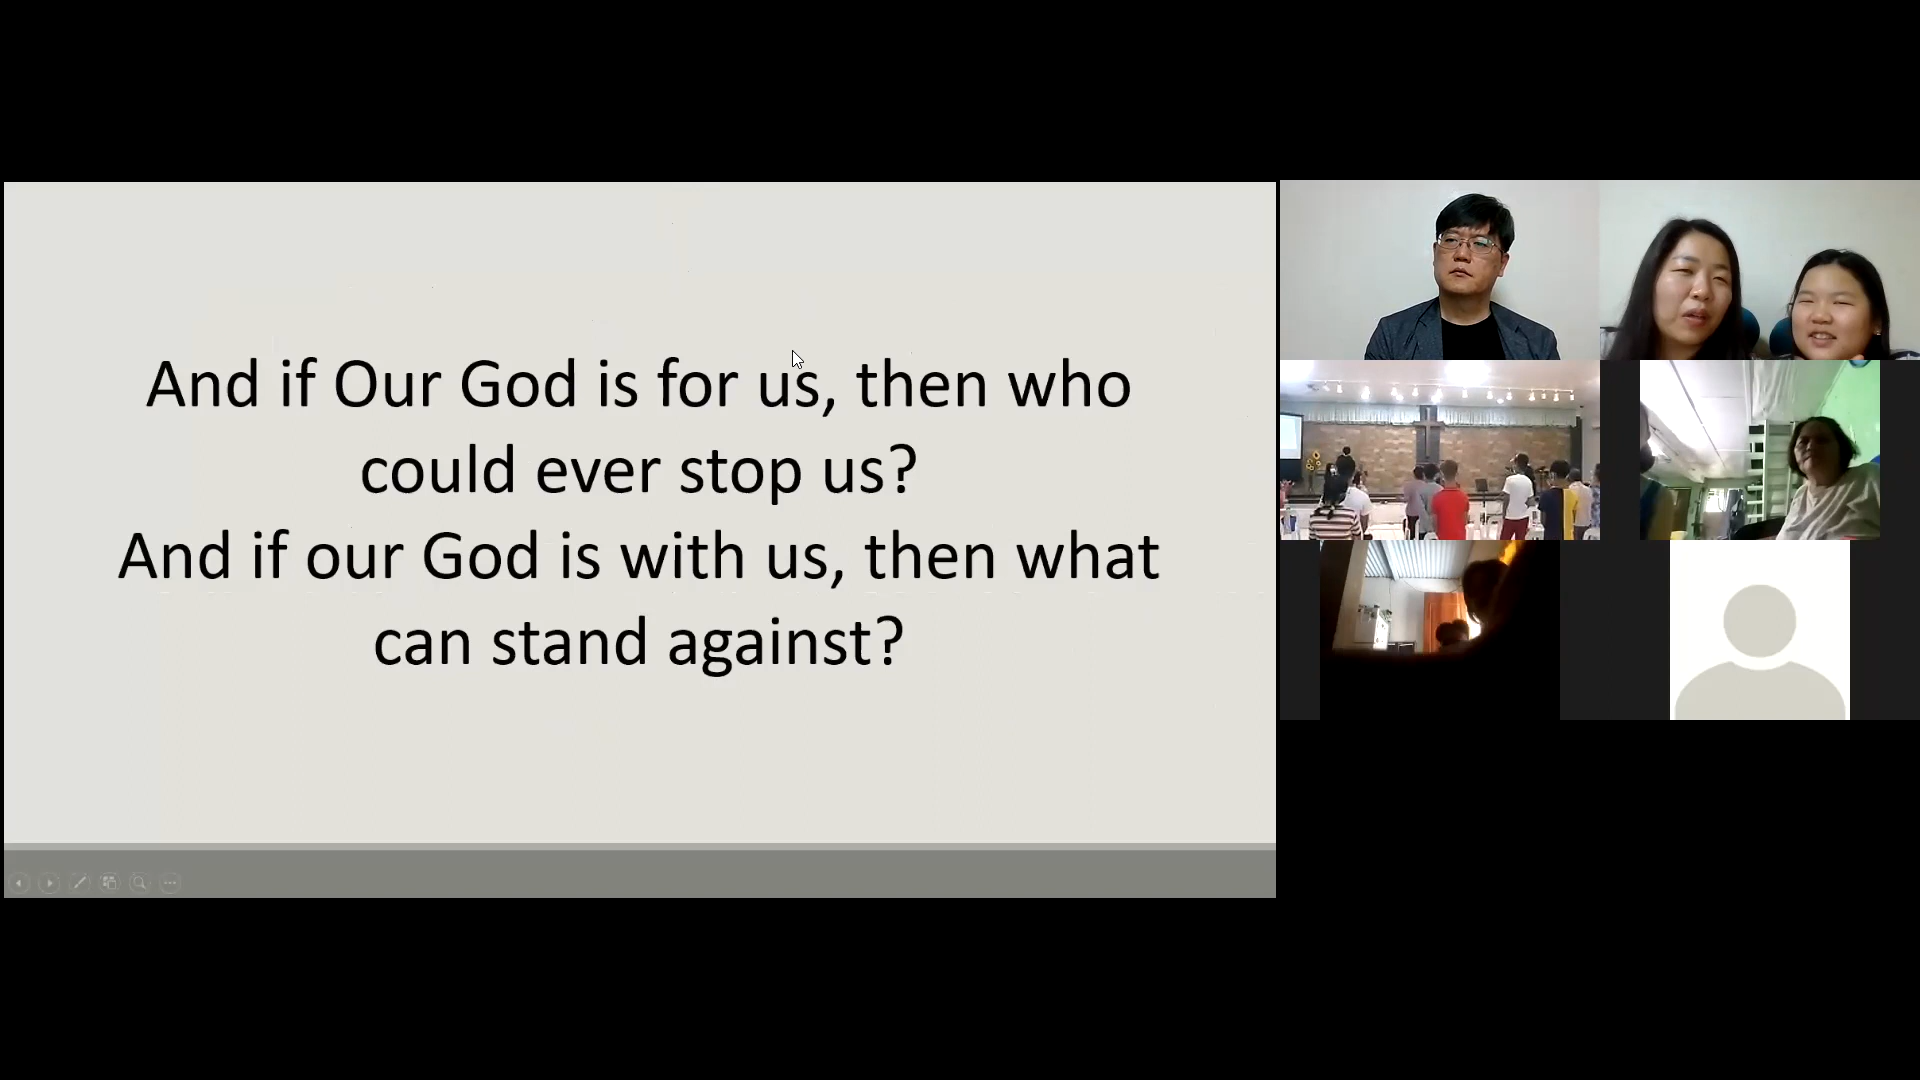 And if Our God is for us, then who
could ever stop us?
And if our God is with us, then what
can stand against?